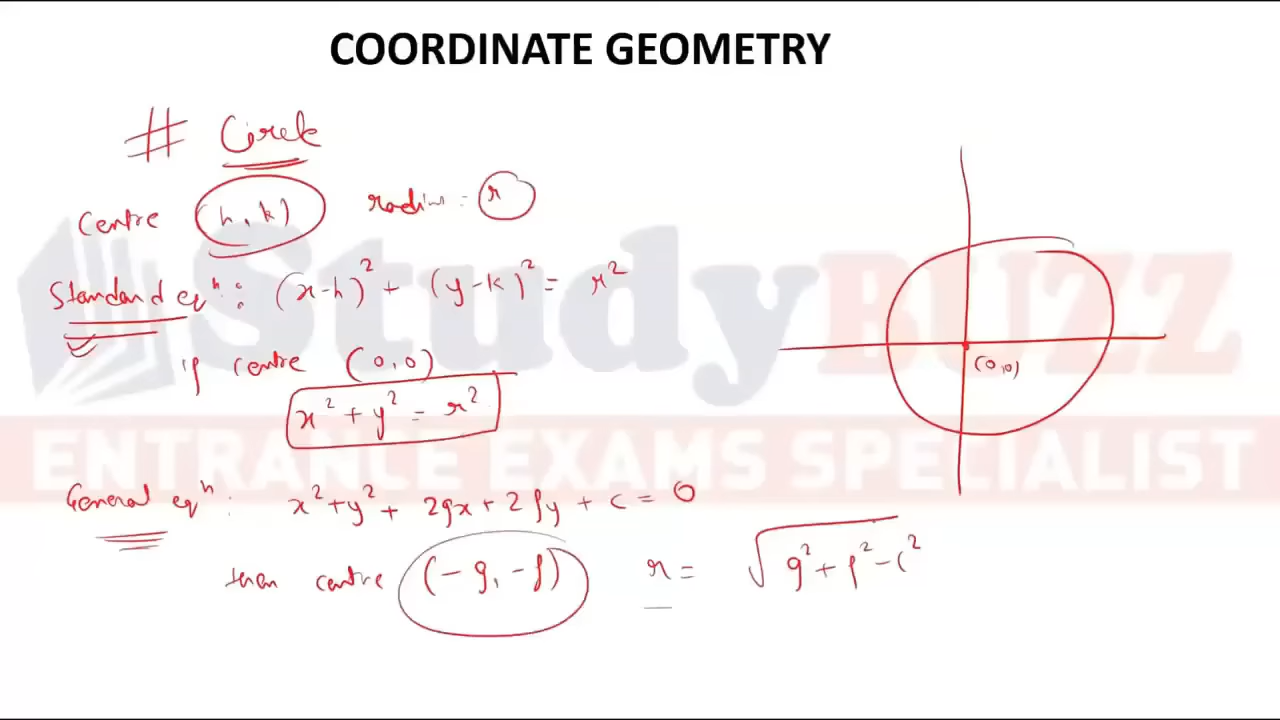 COORDINATE GEOMETRY
# Circle
Centre (h, k) radius = r
Standard eqⁿ : (x-h)² + (y-k)² = r²
if centre (0,0)
x² + y² = r²
(0,0)
General eqⁿ : x² + y² + 2gx + 2fy + c = 0
then centre (-g, -f) r = √g² + f² - c²
StudyBUZZ
ENTRANCE EXAMS SPECIALIST